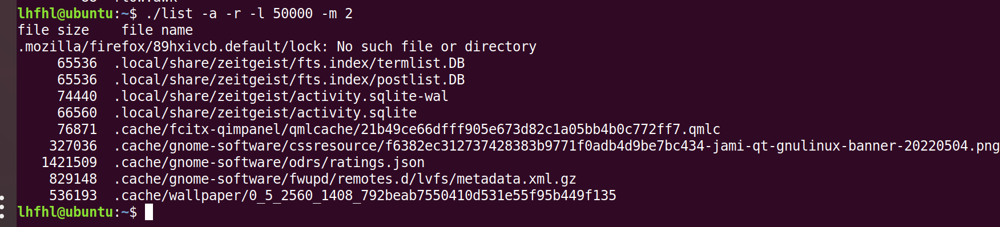 lhfhl@ubuntu:~$ ./list -a -r -l 50000 -m 2
file size    file name
.mozilla/firefox/89hxivcb.default/lock: No such file or directory
     65536  .local/share/zeitgeist/fts.index/termlist.DB
     65536  .local/share/zeitgeist/fts.index/postlist.DB
     74440  .local/share/zeitgeist/activity.sqlite-wal
     66560  .local/share/zeitgeist/activity.sqlite
     76871  .cache/fcitx-qimpanel/qmlcache/21b49ce66dfff905e673d82c1a05bb4b0c772ff7.qmlc
    327036  .cache/gnome-software/cssresource/f6382ec312737428383b9771f0adb4d9be7bc434-jami-qt-gnulinux-banner-20220504.png
   1421509  .cache/gnome-software/odrs/ratings.json
    829148  .cache/gnome-software/fwupd/remotes.d/lvfs/metadata.xml.gz
    536193  .cache/wallpaper/0_5_2560_1408_792beab7550410d531e55f95b449f135
lhfhl@ubuntu:~$